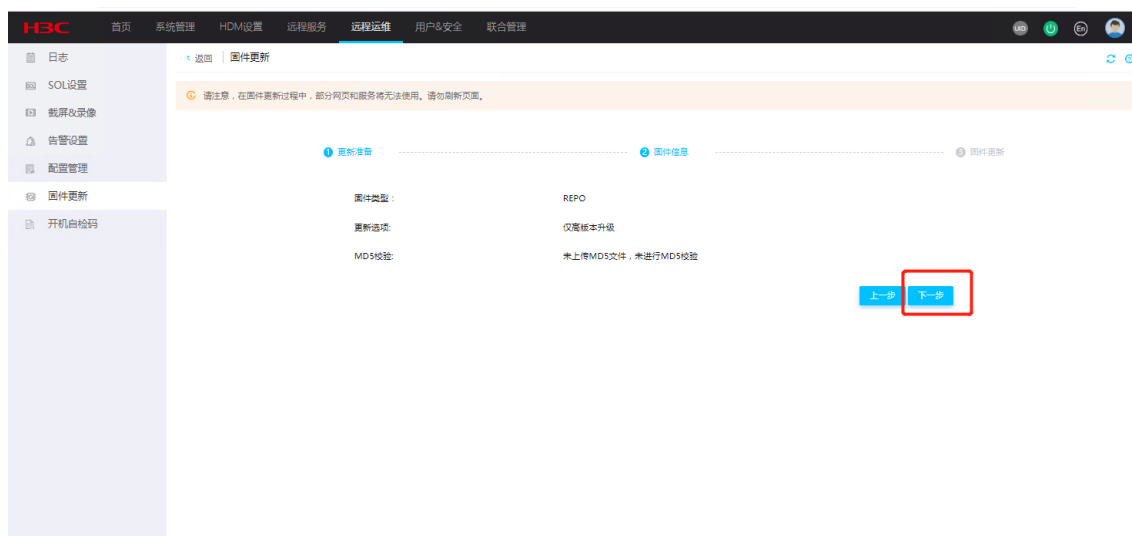 H3C 首页 系统管理 HDM设置 远程服务 远程运维 用户&安全 联合管理 UID En
日志
SOL设置
截屏&录像
告警设置
配置管理
固件更新
开机自检码
返回 固件更新
请注意，在固件更新过程中，部分网页和服务将无法使用。请勿刷新页面。
1 更新准备 2 固件信息 3 固件更新
固件类型： REPO
更新选项: 仅高版本升级
MD5校验: 未上传MD5文件，未进行MD5校验
上一步 下一步